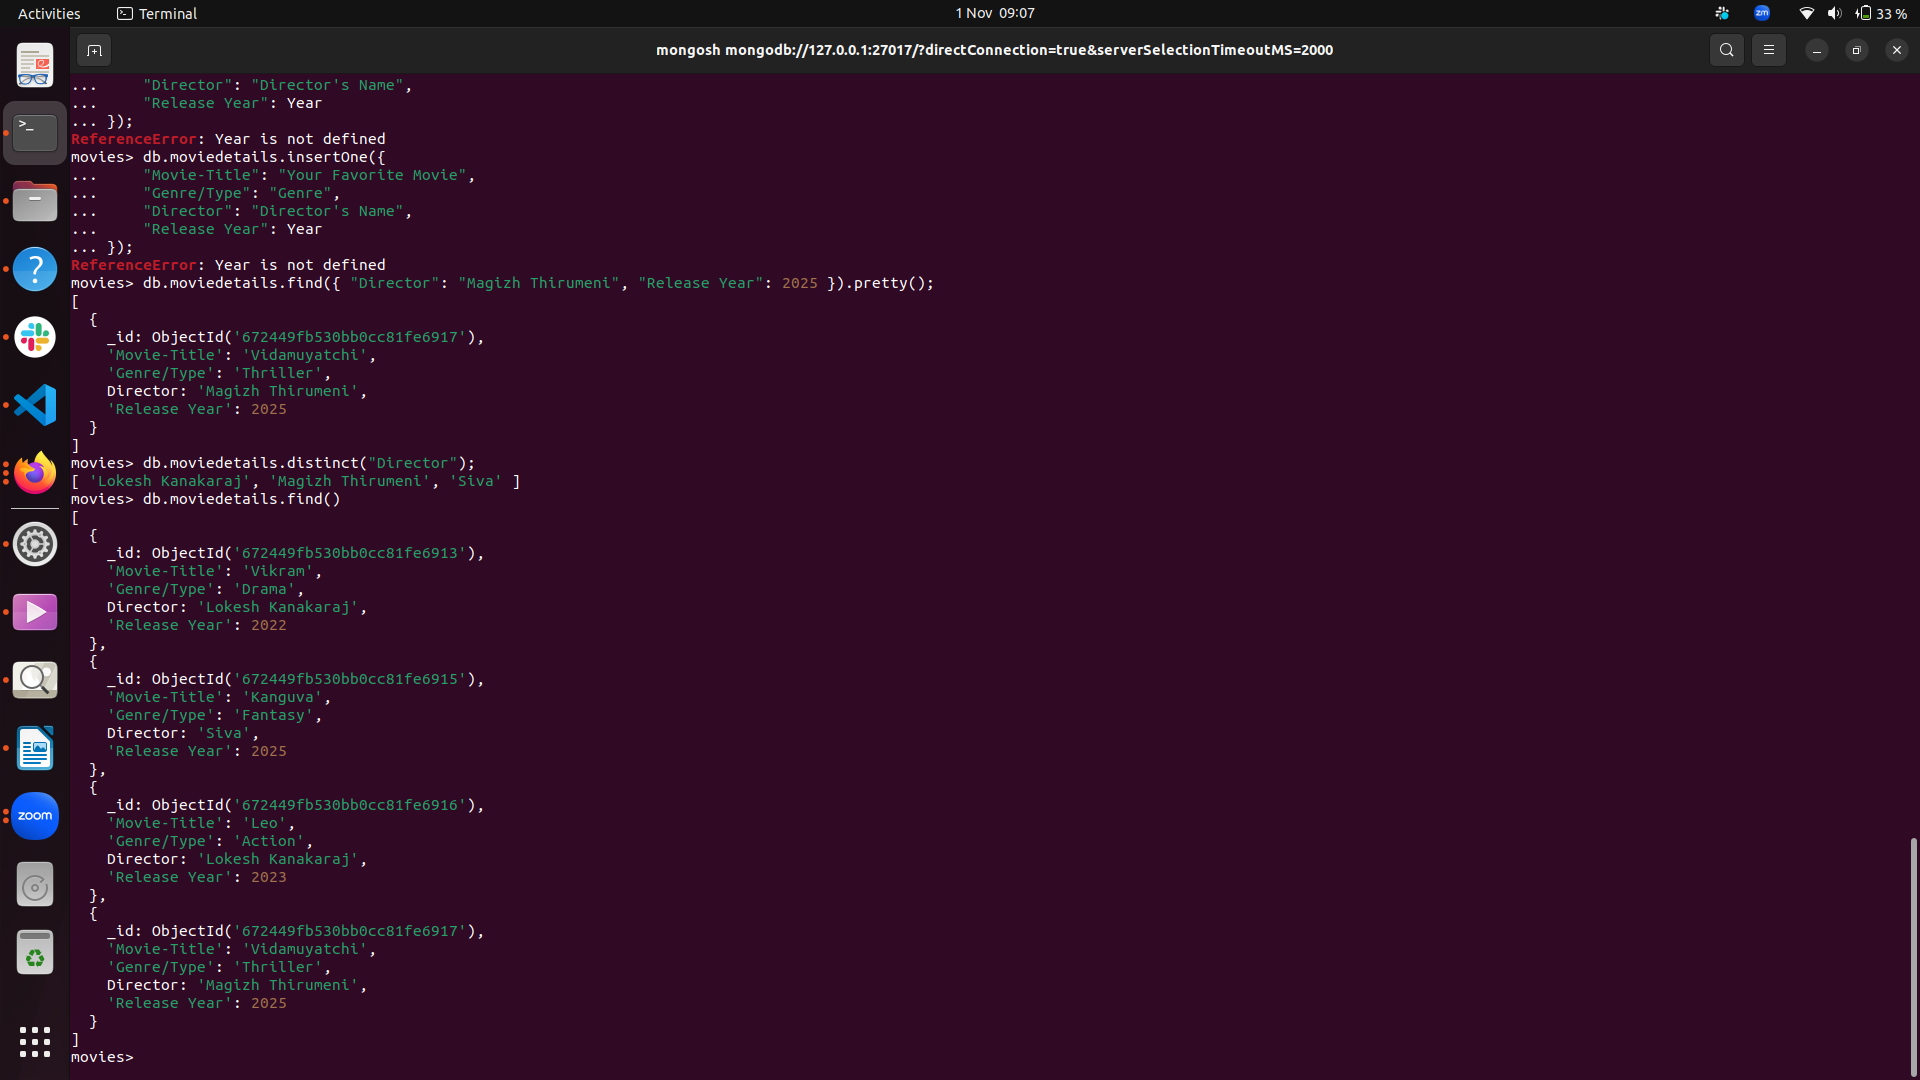 Activities
Terminal
1 Nov 09:07
zm
33 %
mongosh mongodb://127.0.0.1:27017/?directConnection=true&serverSelectionTimeoutMS=2000
...     "Director": "Director's Name",
...     "Release Year": Year
... });
ReferenceError: Year is not defined
movies> db.moviedetails.insertOne({
...     "Movie-Title": "Your Favorite Movie",
...     "Genre/Type": "Genre",
...     "Director": "Director's Name",
...     "Release Year": Year
... });
ReferenceError: Year is not defined
movies> db.moviedetails.find({ "Director": "Magizh Thirumeni", "Release Year": 2025 }).pretty();
[
  {
    _id: ObjectId('672449fb530bb0cc81fe6917'),
    'Movie-Title': 'Vidamuyatchi',
    'Genre/Type': 'Thriller',
    Director: 'Magizh Thirumeni',
    'Release Year': 2025
  }
]
movies> db.moviedetails.distinct("Director");
[ 'Lokesh Kanakaraj', 'Magizh Thirumeni', 'Siva' ]
movies> db.moviedetails.find()
[
  {
    _id: ObjectId('672449fb530bb0cc81fe6913'),
    'Movie-Title': 'Vikram',
    'Genre/Type': 'Drama',
    Director: 'Lokesh Kanakaraj',
    'Release Year': 2022
  },
  {
    _id: ObjectId('672449fb530bb0cc81fe6915'),
    'Movie-Title': 'Kanguva',
    'Genre/Type': 'Fantasy',
    Director: 'Siva',
    'Release Year': 2025
  },
  {
    _id: ObjectId('672449fb530bb0cc81fe6916'),
    'Movie-Title': 'Leo',
    'Genre/Type': 'Action',
    Director: 'Lokesh Kanakaraj',
    'Release Year': 2023
  },
  {
    _id: ObjectId('672449fb530bb0cc81fe6917'),
    'Movie-Title': 'Vidamuyatchi',
    'Genre/Type': 'Thriller',
    Director: 'Magizh Thirumeni',
    'Release Year': 2025
  }
]
movies>
zoom